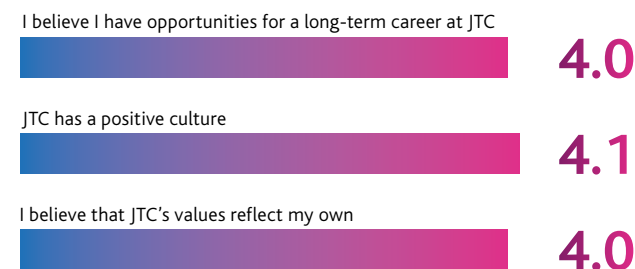 I believe I have opportunities for a long-term career at JTC
4.0
JTC has a positive culture
4.1
I believe that JTC's values reflect my own
4.0